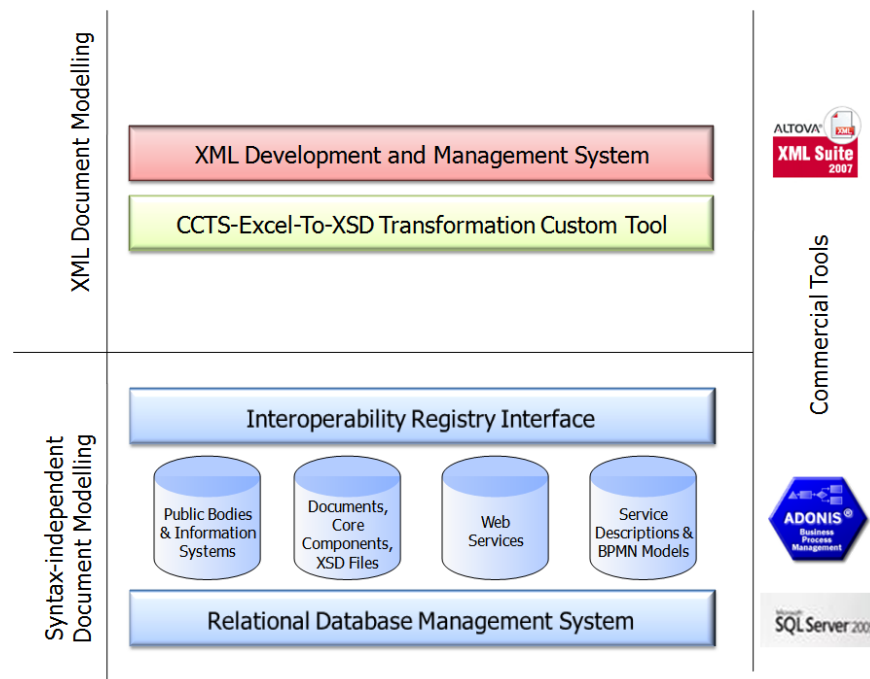 XML Document Modelling
XML Development and Management System
CCTS-Excel-To-XSD Transformation Custom Tool
ALTOVA®
XML
XML Suite
2007
Commercial Tools
Syntax-independent
Document Modelling
Interoperability Registry Interface
Public Bodies
& Information
Systems
Documents,
Core
Components,
XSD Files
Web
Services
Service
Descriptions &
BPMN Models
Relational Database Management System
ADONIS®
Business
Process
Management
Microsoft
SQL Server 200